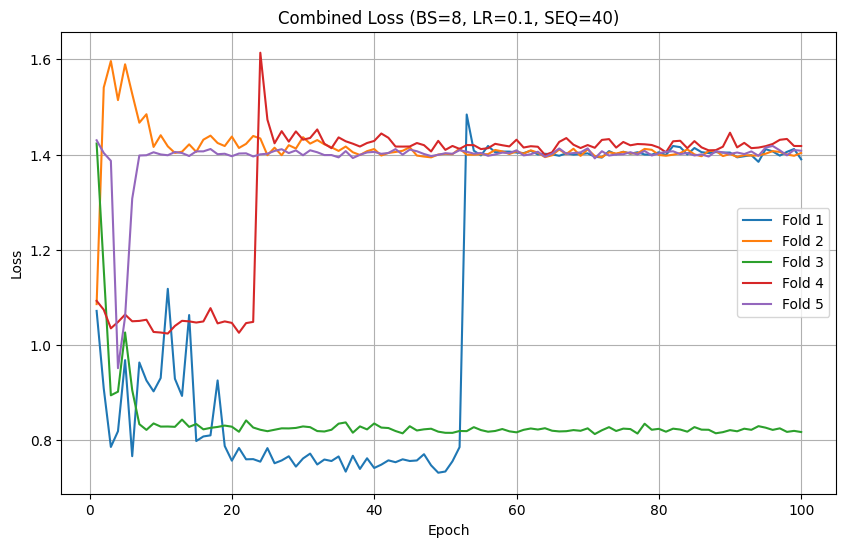 Combined Loss (BS=8, LR=0.1, SEQ=40)
1.6
1.4
1.2
1.0
0.8
Loss
Fold 1
Fold 2
Fold 3
Fold 4
Fold 5
0 20 40 60 80 100
Epoch